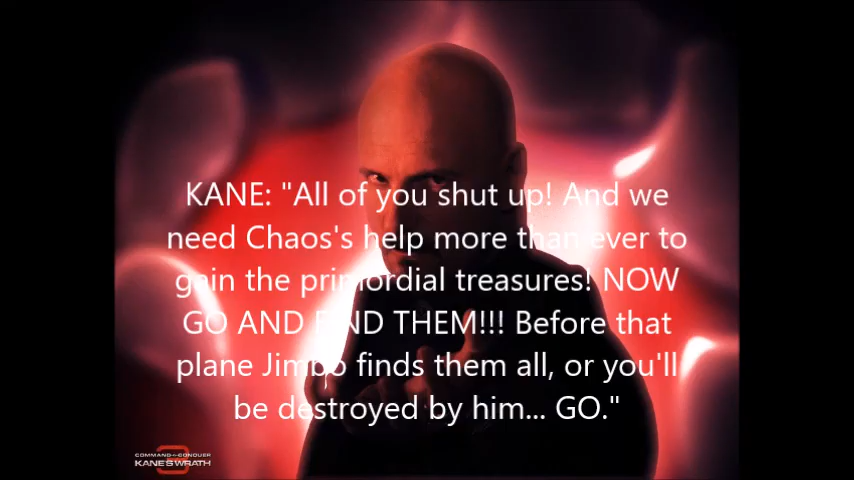 KANE: "All of you shut up! And we
need Chaos's help more than ever to
gain the primordial treasures! NOW
GO AND FIND THEM!!! Before that
plane Jimbo finds them all, or you'll
be destroyed by him... GO."
COMMAND & CONQUER
3
KANE'S WRATH